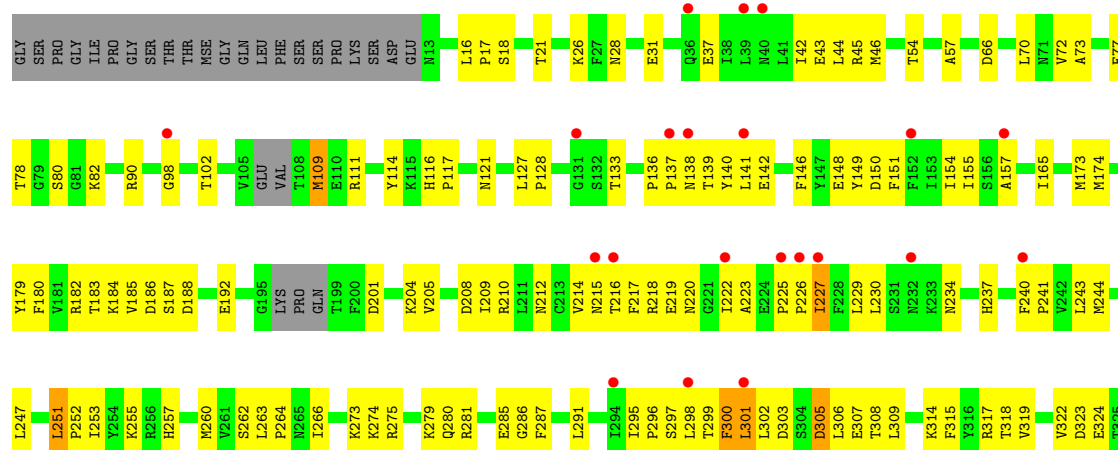 GLY SER PRO GLY ILE PRO GLY SER THR THR MSE GLY GLN LEU PHE SER SER PRO LYS SER ASP GLU N13 L16 P17 S18 T21 K26 F27 N28 E31 Q36 E37 I38 L39 N40 L41 I42 E43 L44 R45 M46 T54 A57 D66 L70 N71 V72 A73
T78 G79 S80 G81 K82 R90 G98 T102 V105 GLU VAL T108 M109 E110 R111 Y114 K115 H116 P117 N121 L127 P128 G131 S132 T133 P136 P137 N138 T139 Y140 L141 E142 F146 Y147 E148 Y149 D150 F151 F152 I153 I154 I155 S156 A157 I165 M173 M174
Y179 F180 V181 R182 T183 K184 V185 D186 S187 D188 E192 G195 LYS PRO GLN T199 F200 D201 K204 V205 D208 I209 R210 L211 N212 C213 V214 N215 T216 F217 R218 E219 N220 G221 I222 A223 E224 P225 P226 I227 F228 L229 L230 S231 N232 K233 N234 H237 F240 P241 V242 L243 M244
L247 L251 P252 I253 Y254 K255 R256 H257 M260 V261 S262 L263 P264 N265 I266 K273 K274 R275 K279 Q280 R281 E285 G286 F287 L291 I294 I295 P296 S297 L298 T299 F300 L301 L302 D303 S304 D305 L306 E307 T308 L309 K314 F315 Y316 R317 T318 V319 V322 D323 E324